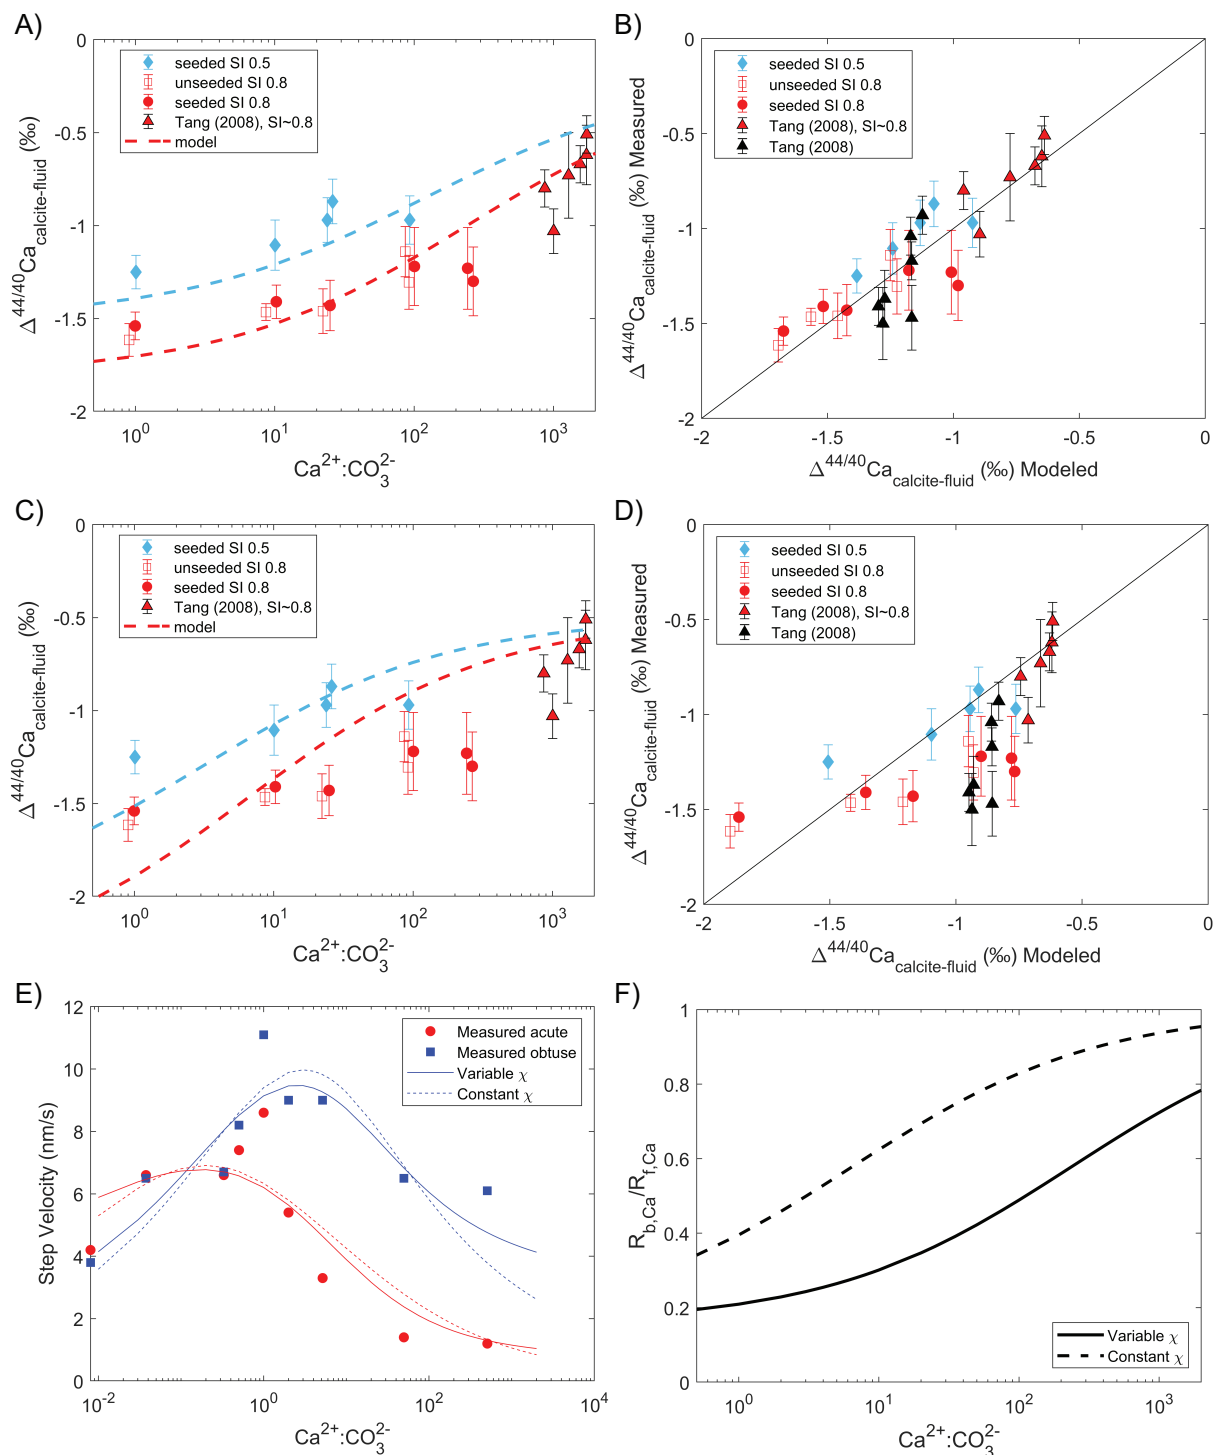 A)
0
-0.5
-1
-1.5
-2
Δ44/40Cacalcite-fluid (‰)
seeded SI 0.5
unseeded SI 0.8
seeded SI 0.8
Tang (2008), SI~0.8
model
10^0
10^1
10^2
10^3
Ca2+:CO3 2-
B)
0
-0.5
-1
-1.5
-2
Δ44/40Cacalcite-fluid (‰) Measured
seeded SI 0.5
unseeded SI 0.8
seeded SI 0.8
Tang (2008), SI~0.8
Tang (2008)
-2
-1.5
-1
-0.5
0
Δ44/40Cacalcite-fluid (‰) Modeled
C)
0
-0.5
-1
-1.5
-2
Δ44/40Cacalcite-fluid (‰)
seeded SI 0.5
unseeded SI 0.8
seeded SI 0.8
Tang (2008), SI~0.8
model
10^0
10^1
10^2
10^3
Ca2+:CO3 2-
D)
0
-0.5
-1
-1.5
-2
Δ44/40Cacalcite-fluid (‰) Measured
seeded SI 0.5
unseeded SI 0.8
seeded SI 0.8
Tang (2008), SI~0.8
Tang (2008)
-2
-1.5
-1
-0.5
0
Δ44/40Cacalcite-fluid (‰) Modeled
E)
12
10
8
6
4
2
0
Step Velocity (nm/s)
Measured acute
Measured obtuse
Variable χ
Constant χ
10^-2
10^0
10^2
10^4
Ca2+:CO3 2-
F)
1
0.8
0.6
0.4
0.2
0
Rb,Ca/Rf,Ca
Variable χ
Constant χ
10^0
10^1
10^2
10^3
Ca2+:CO3 2-